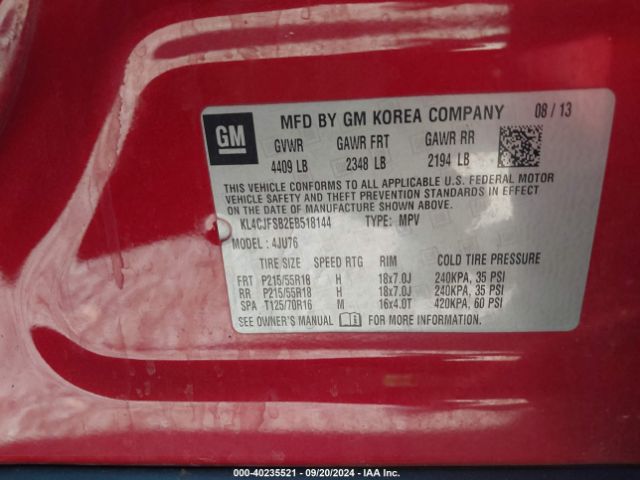 GM
MFD BY GM KOREA COMPANY 08 / 13
GVWR GAWR FRT GAWR RR
4409 LB 2348 LB 2194 LB
THIS VEHICLE CONFORMS TO ALL APPLICABLE U.S. FEDERAL MOTOR
VEHICLE SAFETY AND THEFT PREVENTION STANDARDS IN EFFECT
ON THE DATE OF MANUFACTURE SHOWN ABOVE.
KL4CJFSB2EB518144 TYPE: MPV
MODEL : 4JU76
TIRE SIZE SPEED RTG RIM COLD TIRE PRESSURE
FRT P215/55R18 H 18x7.0J 240KPA, 35 PSI
RR P215/55R18 H 18x7.0J 240KPA, 35 PSI
SPA T125/70R16 M 16x4.0T 420KPA, 60 PSI
SEE OWNER'S MANUAL FOR MORE INFORMATION.
000-40235521 - 09/20/2024 - IAA Inc.